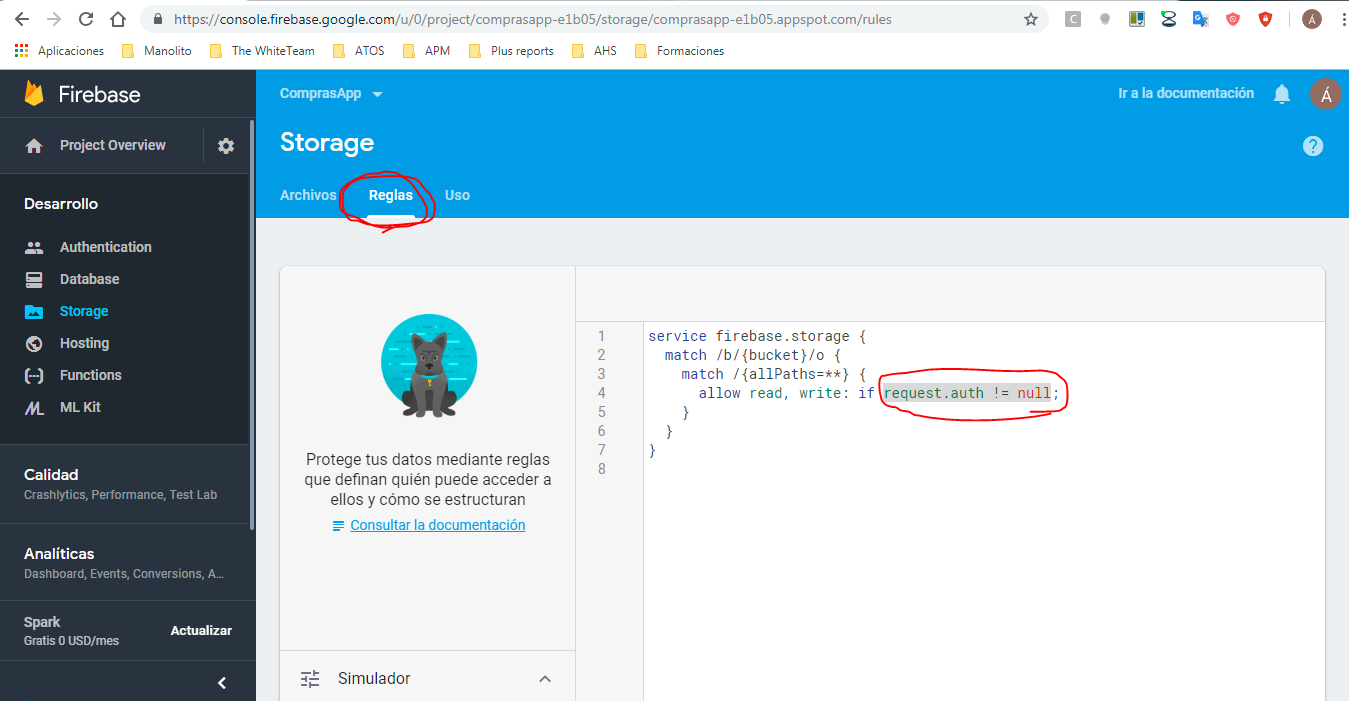 https://console.firebase.google.com/u/0/project/comprasapp-e1b05/storage/comprasapp-e1b05.appspot.com/rules
C
Á
Aplicaciones Manolito The WhiteTeam ATOS APM Plus reports AHS Formaciones
Firebase
Project Overview
Desarrollo
Authentication
Database
Storage
Hosting
Functions
ML ML Kit
Calidad
Crashlytics, Performance, Test Lab
Analíticas
Dashboard, Events, Conversions, A...
Spark
Gratis 0 USD/mes
Actualizar
ComprasApp
Ir a la documentación
Á
Storage
?
Archivos Reglas Uso
Protege tus datos mediante reglas
que definan quién puede acceder a
ellos y cómo se estructuran
Consultar la documentación
Simulador
1 service firebase.storage {
2 match /b/{bucket}/o {
3 match /{allPaths=**} {
4 allow read, write: if request.auth != null;
5 }
6 }
7 }
8